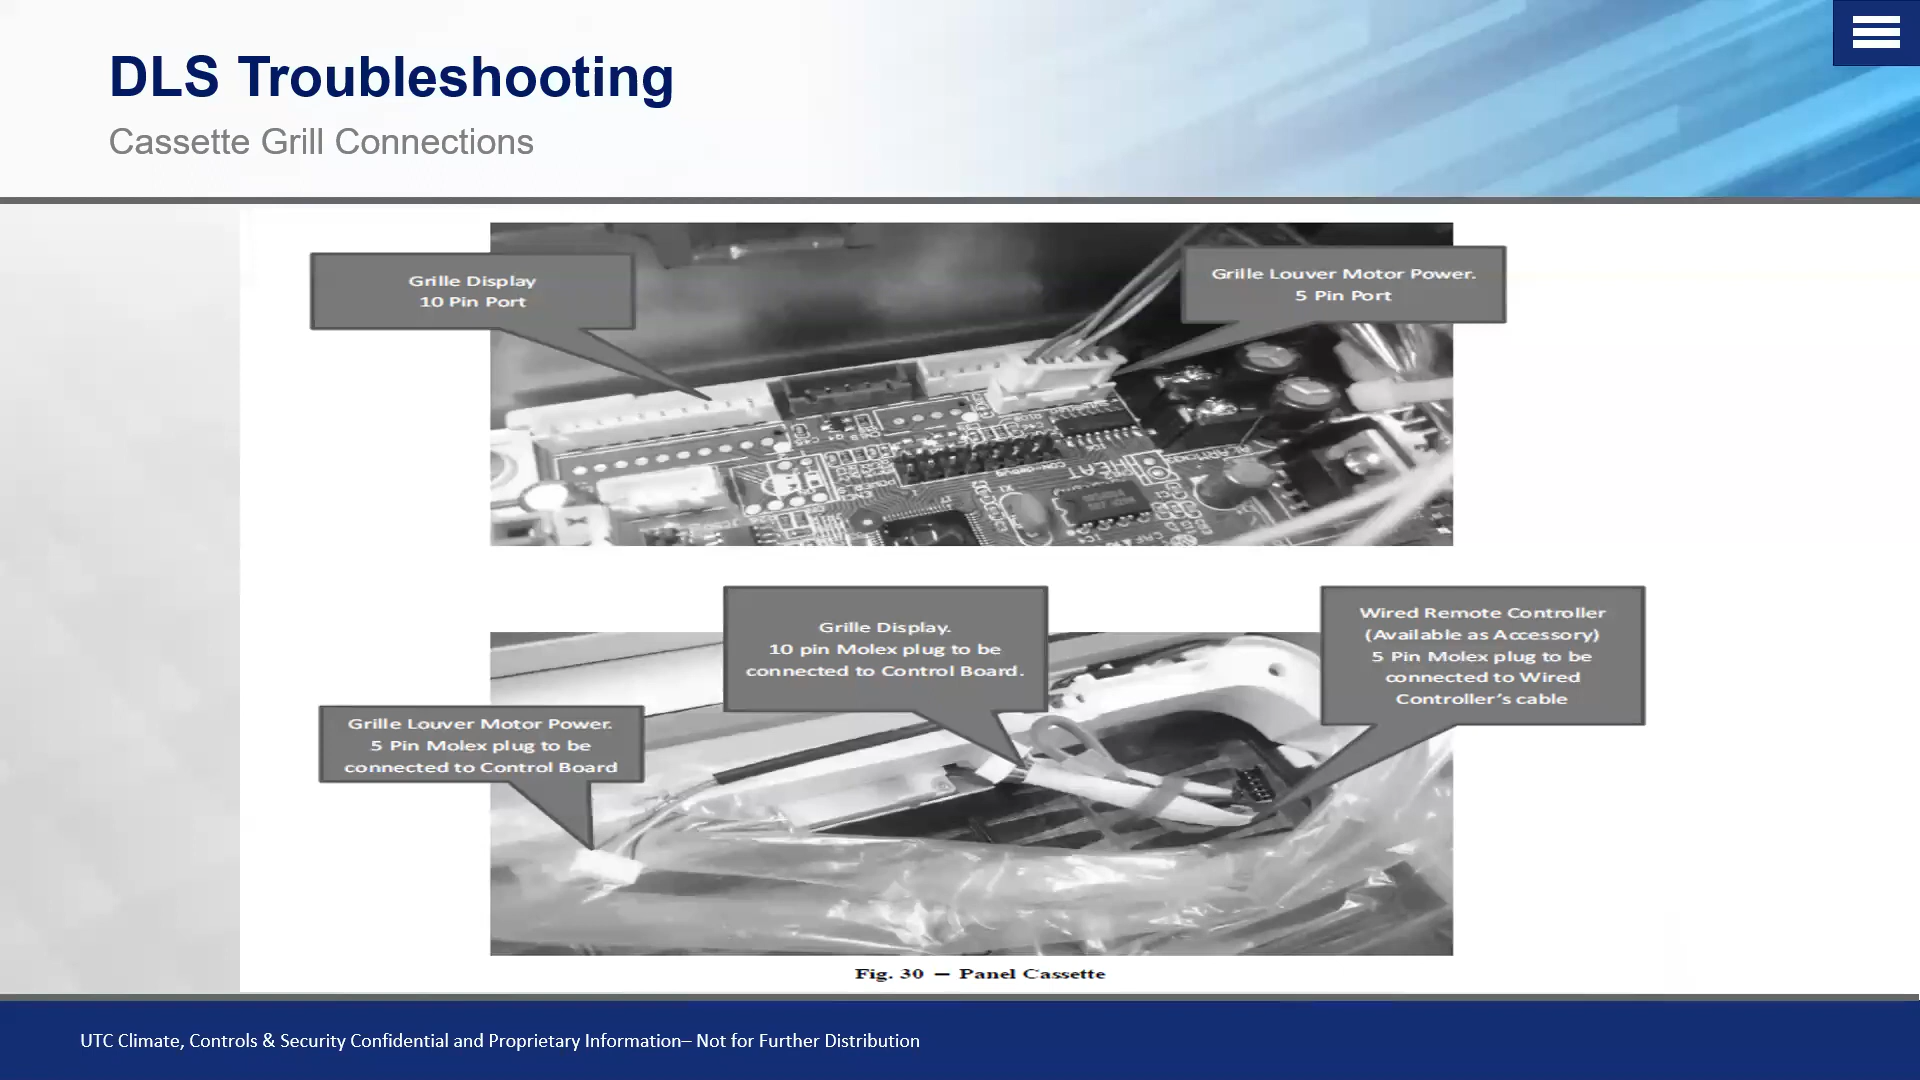 DLS Troubleshooting
Cassette Grill Connections
Grille Display
10 Pin Port
Grille Louver Motor Power.
5 Pin Port
HEAT
Grille Display.
10 pin Molex plug to be
connected to Control Board.
Wired Remote Controller
(Available as Accessory)
5 Pin Molex plug to be
connected to Wired
Controller’s cable
Grille Louver Motor Power.
5 Pin Molex plug to be
connected to Control Board
Fig. 30 — Panel Cassette
UTC Climate, Controls & Security Confidential and Proprietary Information– Not for Further Distribution